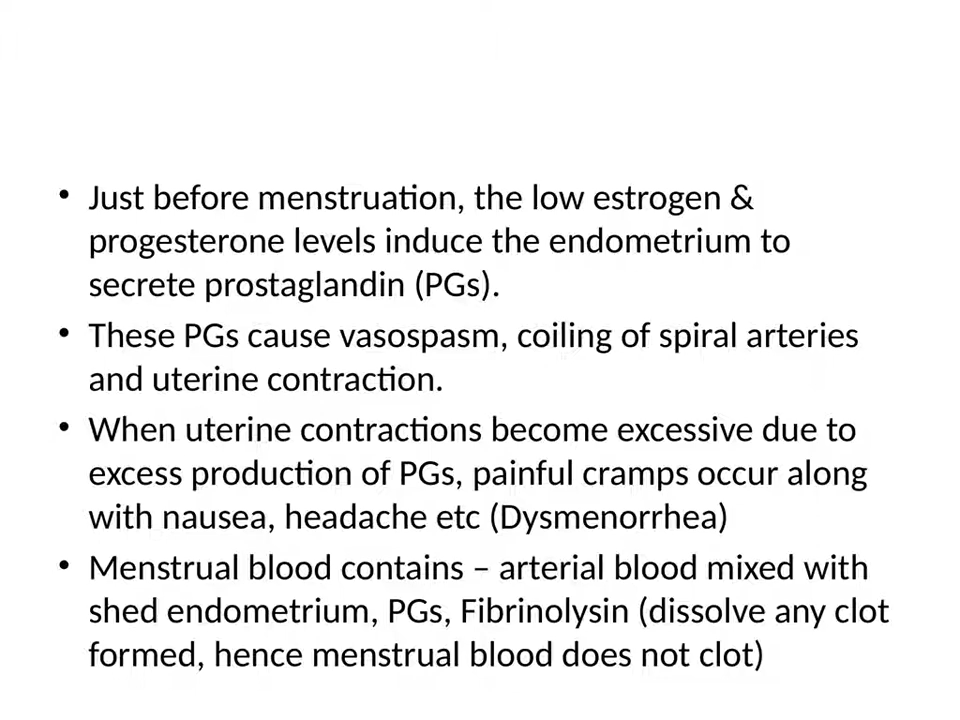 • Just before menstruation, the low estrogen &
progesterone levels induce the endometrium to
secrete prostaglandin (PGs).
• These PGs cause vasospasm, coiling of spiral arteries
and uterine contraction.
• When uterine contractions become excessive due to
excess production of PGs, painful cramps occur along
with nausea, headache etc (Dysmenorrhea)
• Menstrual blood contains – arterial blood mixed with
shed endometrium, PGs, Fibrinolysin (dissolve any clot
formed, hence menstrual blood does not clot)